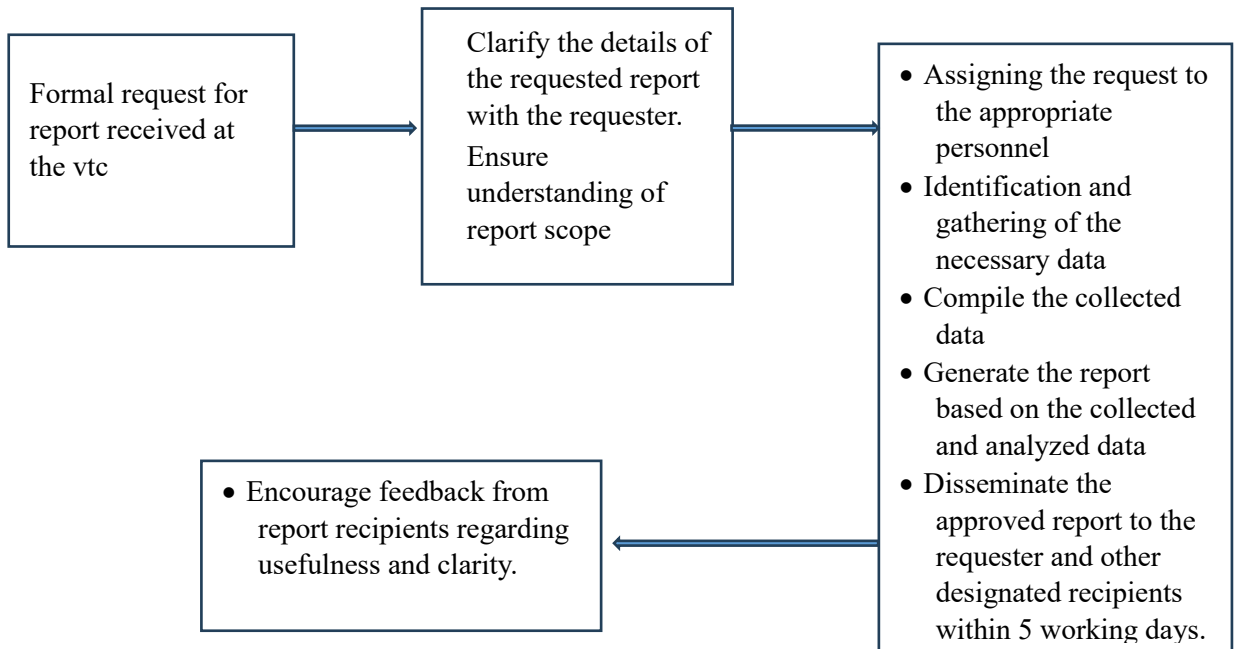 Formal request for
report received at
the vtc
Clarify the details of
the requested report
with the requester.
Ensure
understanding of
report scope
• Assigning the request to
the appropriate
personnel
• Identification and
gathering of the
necessary data
• Compile the collected
data
• Generate the report
based on the collected
and analyzed data
• Disseminate the
approved report to the
requester and other
designated recipients
within 5 working days.
• Encourage feedback from
report recipients regarding
usefulness and clarity.